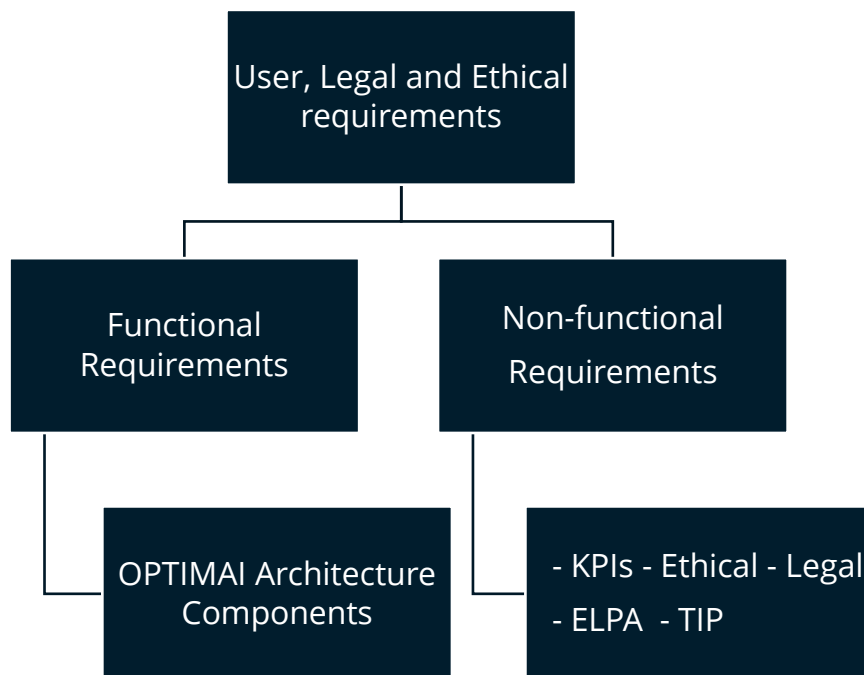 User, Legal and Ethical
requirements
Functional
Requirements
Non-functional
Requirements
OPTIMAI Architecture
Components
- KPIs - Ethical - Legal
- ELPA - TIP